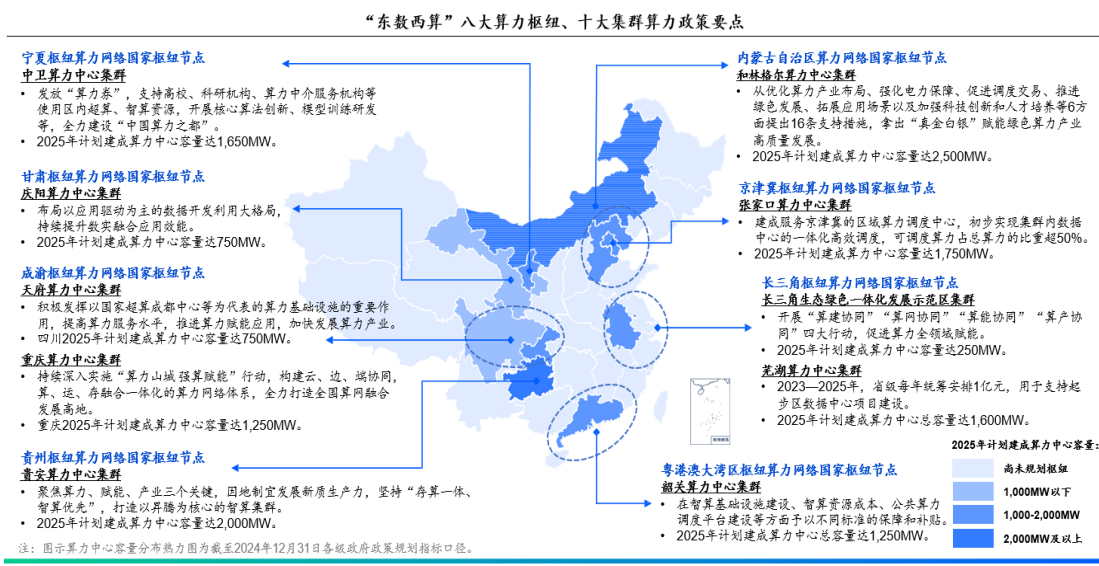 “东数西算”八大算力枢纽、十大集群算力政策要点
宁夏枢纽算力网络国家枢纽节点
中卫算力中心集群
• 发放“算力券”，支持高校、科研机构、算力中介服务机构等
使用区内超算、智算资源，开展核心算法创新、模型训练研发
等，全力建设“中国算力之都”。
• 2025年计划建成算力中心容量达1,650MW。
甘肃枢纽算力网络国家枢纽节点
庆阳算力中心集群
• 布局以应用驱动为主的数据开发利用大格局，
持续提升数实融合应用效能。
• 2025年计划建成算力中心容量达750MW。
成渝枢纽算力网络国家枢纽节点
天府算力中心集群
• 积极发挥以国家超算成都中心等为代表的算力基础设施的重要作
用，提高算力服务水平，推进算力赋能应用，加快发展算力产业。
• 四川2025年计划建成算力中心容量达750MW。
重庆算力中心集群
• 持续深入实施“算力山城 强算赋能”行动，构建云、边、端协同，
算、运、存融合一体化的算力网络体系，全力打造全国算网融合
发展高地。
• 重庆2025年计划建成算力中心容量达1,250MW。
贵州枢纽算力网络国家枢纽节点
贵安算力中心集群
• 聚焦算力、赋能、产业三个关键，因地制宜发展新质生产力，坚持“存算一体、
智算优先”，打造以昇腾为核心的智算集群。
• 2025年计划建成算力中心容量达2,000MW。
内蒙古自治区算力网络国家枢纽节点
和林格尔算力中心集群
• 从优化算力产业布局、强化电力保障、促进调度交易、推进
绿色发展、拓展应用场景以及加强科技创新和人才培养等6方
面提出16条支持措施，拿出“真金白银”赋能绿色算力产业
高质量发展。
• 2025年计划建成算力中心容量达2,500MW。
京津冀枢纽算力网络国家枢纽节点
张家口算力中心集群
• 建成服务京津冀的区域算力调度中心，初步实现集群内数据
中心的一体化高效调度，可调度算力占总算力的比重超50%。
• 2025年计划建成算力中心容量达1,750MW。
长三角枢纽算力网络国家枢纽节点
长三角生态绿色一体化发展示范区集群
• 开展“算建协同”“算网协同”“算能协同”“算产协
同”四大行动，促进算力全领域赋能。
• 2025年计划建成算力中心容量达250MW。
芜湖算力中心集群
• 2023—2025年，省级每年统筹安排1亿元，用于支持起
步区数据中心项目建设。
• 2025年计划建成算力中心总容量达1,600MW。
粤港澳大湾区枢纽算力网络国家枢纽节点
韶关算力中心集群
• 在智算基础设施建设、智算资源成本、公共算力
调度平台建设等方面予以不同标准的保障和补贴。
• 2025年计划建成算力中心总容量达1,250MW。
2025年计划建成算力中心容量：
尚未规划枢纽
1,000MW以下
1,000-2,000MW
2,000MW及以上
注：图示算力中心容量分布热力图为截至2024年12月31日各级政府政策规划指标口径。